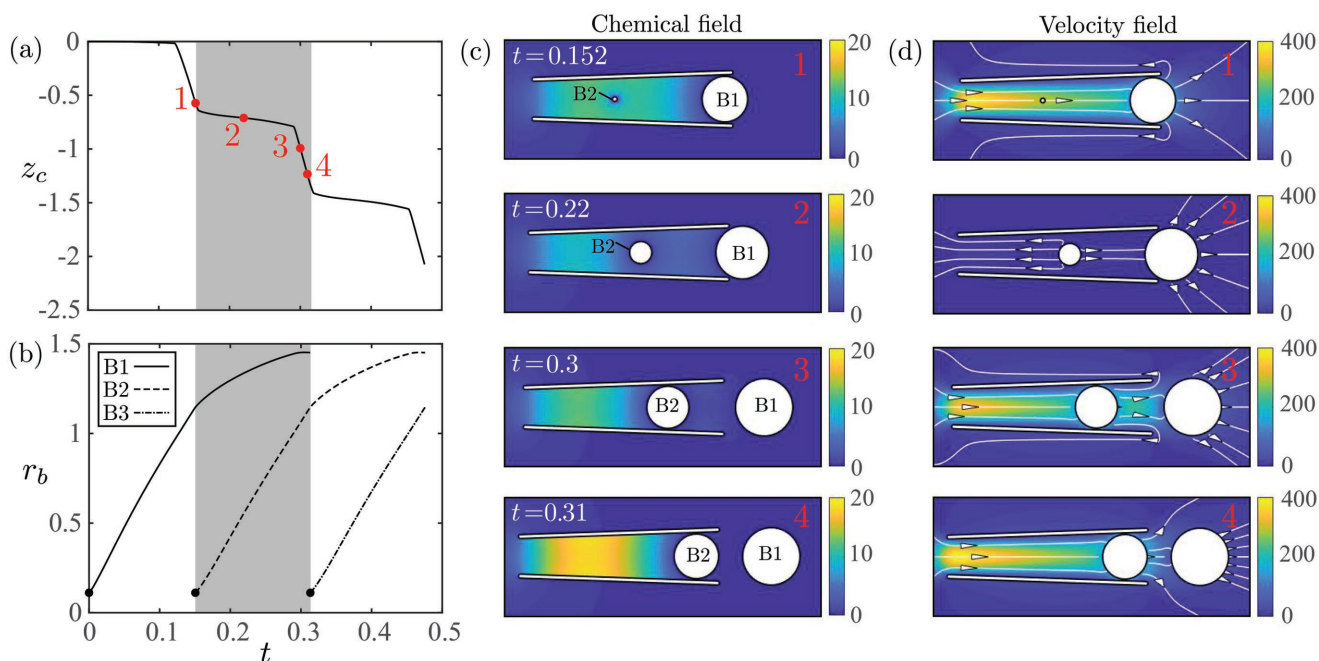 Chemical field
Velocity field
(a)
0
-0.5
-1
-1.5
-2
-2.5
z_c
1
2
3
4
(b)
1.5
1
0.5
0
r_b
B1
B2
B3
0
0.1
0.2
0.3
0.4
0.5
t
(c)
t=0.152
1
B2
B1
20
10
0
t=0.22
2
B2
B1
20
10
0
t=0.3
3
B2
B1
20
10
0
t=0.31
4
B2
B1
20
10
0
(d)
1
400
200
0
2
400
200
0
3
400
200
0
4
400
200
0